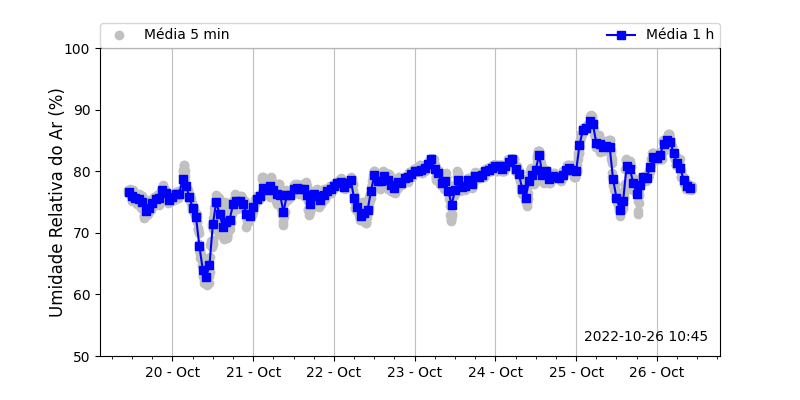 Média 5 min Média 1 h
Umidade Relativa do Ar (%)
100
90
80
70
60
50
2022-10-26 10:45
20 - Oct 21 - Oct 22 - Oct 23 - Oct 24 - Oct 25 - Oct 26 - Oct